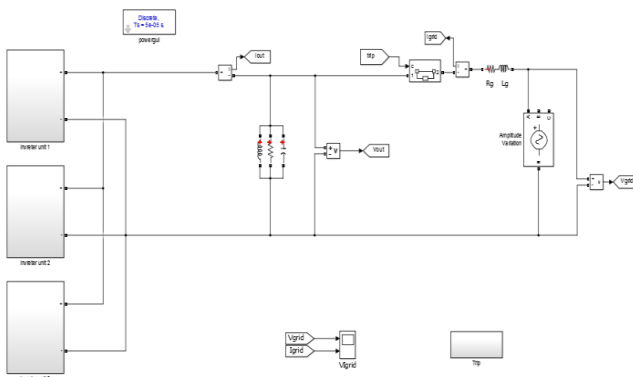 Discrete,
Ts = 5e-05 s.
powergui
Iout
trip
Igrid
Rg
Lg
Inverter unit 1
Vout
Amplitude
Variation
Vgrid
Inverter unit 2
Vgrid
Igrid
VIgrid
Trip